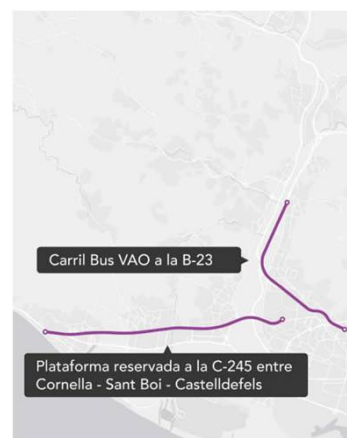 Carril Bus VAO a la B-23
Plataforma reservada a la C-245 entre
Cornella - Sant Boi - Castelldefels